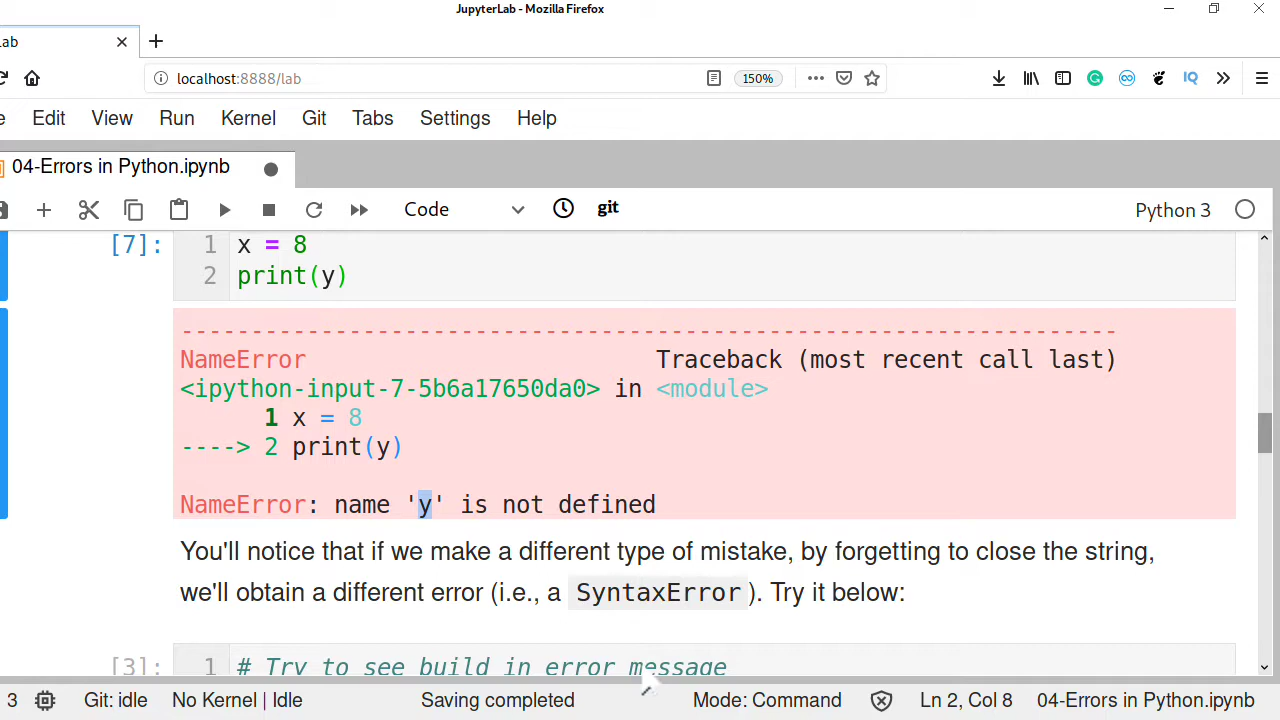 JupyterLab - Mozilla Firefox
ab
localhost:8888/lab
150%
IQ
Edit View Run Kernel Git Tabs Settings Help
04-Errors in Python.ipynb
Code
git
Python 3
[7]:
1 x = 8
2 print(y)
-------------------------------------------------------------------
NameError Traceback (most recent call last)
<ipython-input-7-5b6a17650da0> in <module>
1 x = 8
----> 2 print(y)
NameError: name 'y' is not defined
You'll notice that if we make a different type of mistake, by forgetting to close the string,
we'll obtain a different error (i.e., a SyntaxError). Try it below:
[3]:
1 # Try to see build in error message
3 Git: idle No Kernel | Idle Saving completed Mode: Command Ln 2, Col 8 04-Errors in Python.ipynb